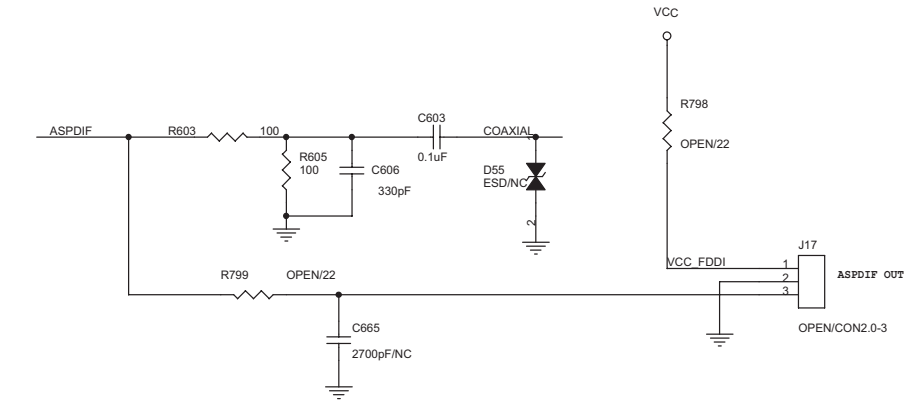 VCC
R798
OPEN/22
ASPDIF
R603
100
C603
0.1uF
COAXIAL
1
R605
100
C606
330pF
D55
ESD/NC
2
J17
VCC_FDDI
1
2
3
ASPDIF OUT
OPEN/CON2.0-3
R799
OPEN/22
C665
2700pF/NC